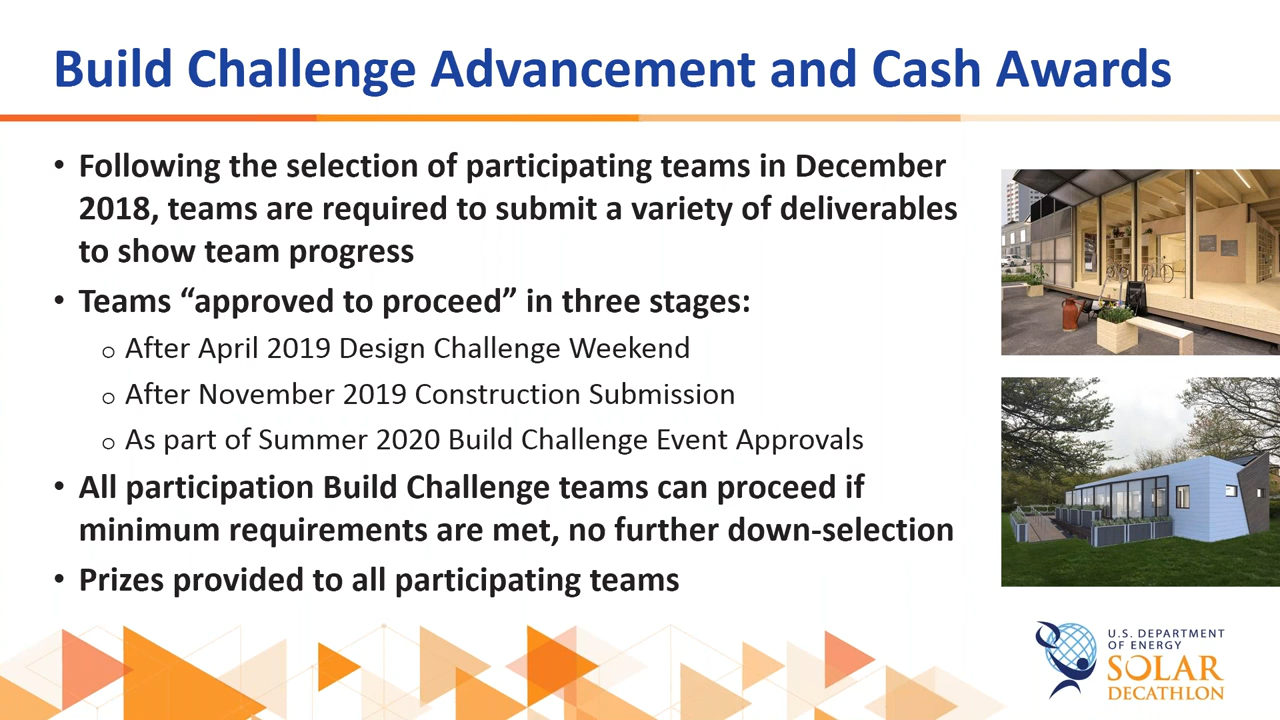 Build Challenge Advancement and Cash Awards
• Following the selection of participating teams in December
2018, teams are required to submit a variety of deliverables
to show team progress
• Teams “approved to proceed” in three stages:
o After April 2019 Design Challenge Weekend
o After November 2019 Construction Submission
o As part of Summer 2020 Build Challenge Event Approvals
• All participation Build Challenge teams can proceed if
minimum requirements are met, no further down-selection
• Prizes provided to all participating teams
U.S. DEPARTMENT
OF ENERGY
SOLAR
DECATHLON